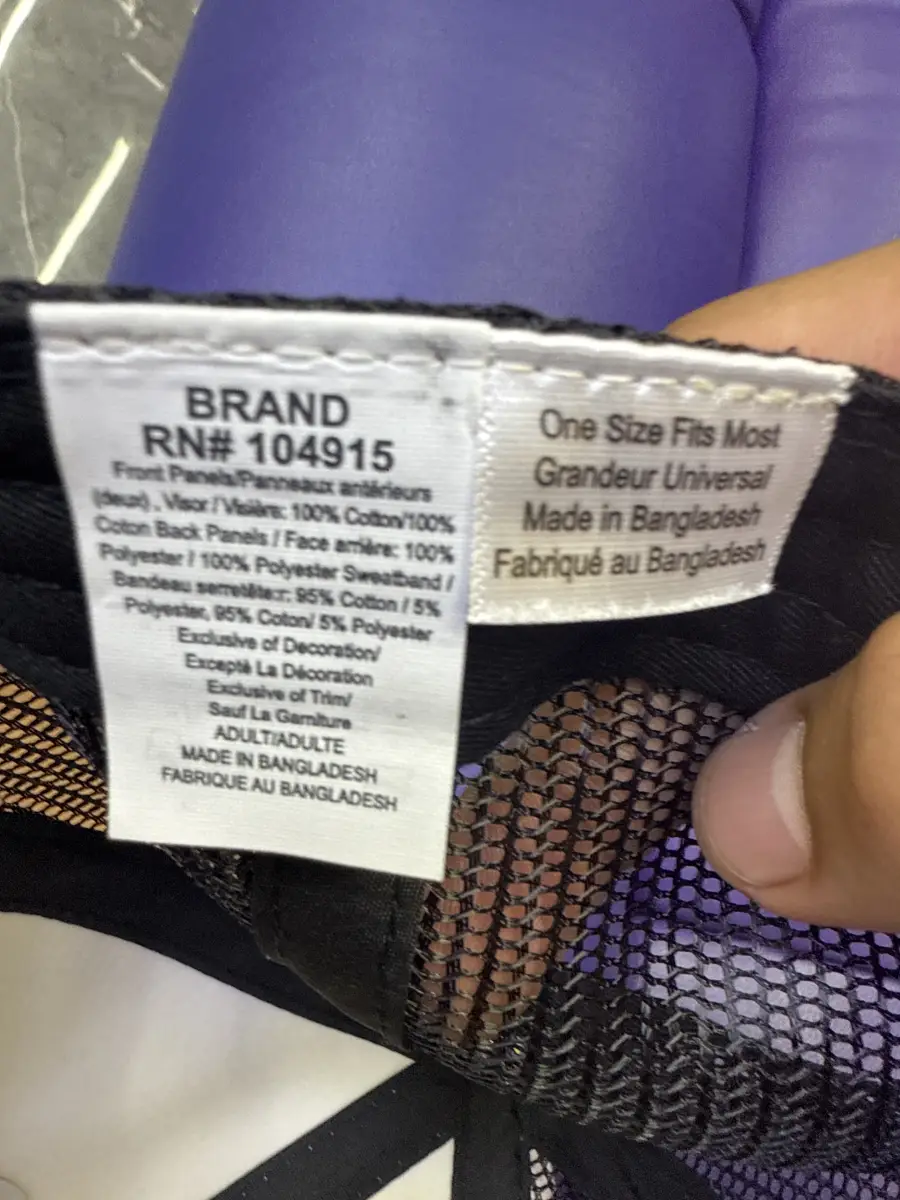 BRAND
RN# 104915
Front Panels/Panneaux antérieurs
(deux) , Visor / Visière: 100% Cotton/100%
Coton Back Panels / Face arrière: 100%
Polyester / 100% Polyester Sweatband /
Bandeau serretête:r: 95% Cotton / 5%
Polyester, 95% Coton/ 5% Polyester
Exclusive of Decoration/
Excepté La Décoration
Exclusive of Trim/
Sauf La Garniture
ADULT/ADULTE
MADE IN BANGLADESH
FABRIQUE AU BANGLADESH
One Size Fits Most
Grandeur Universal
Made in Bangladesh
Fabriqué au Bangladesh